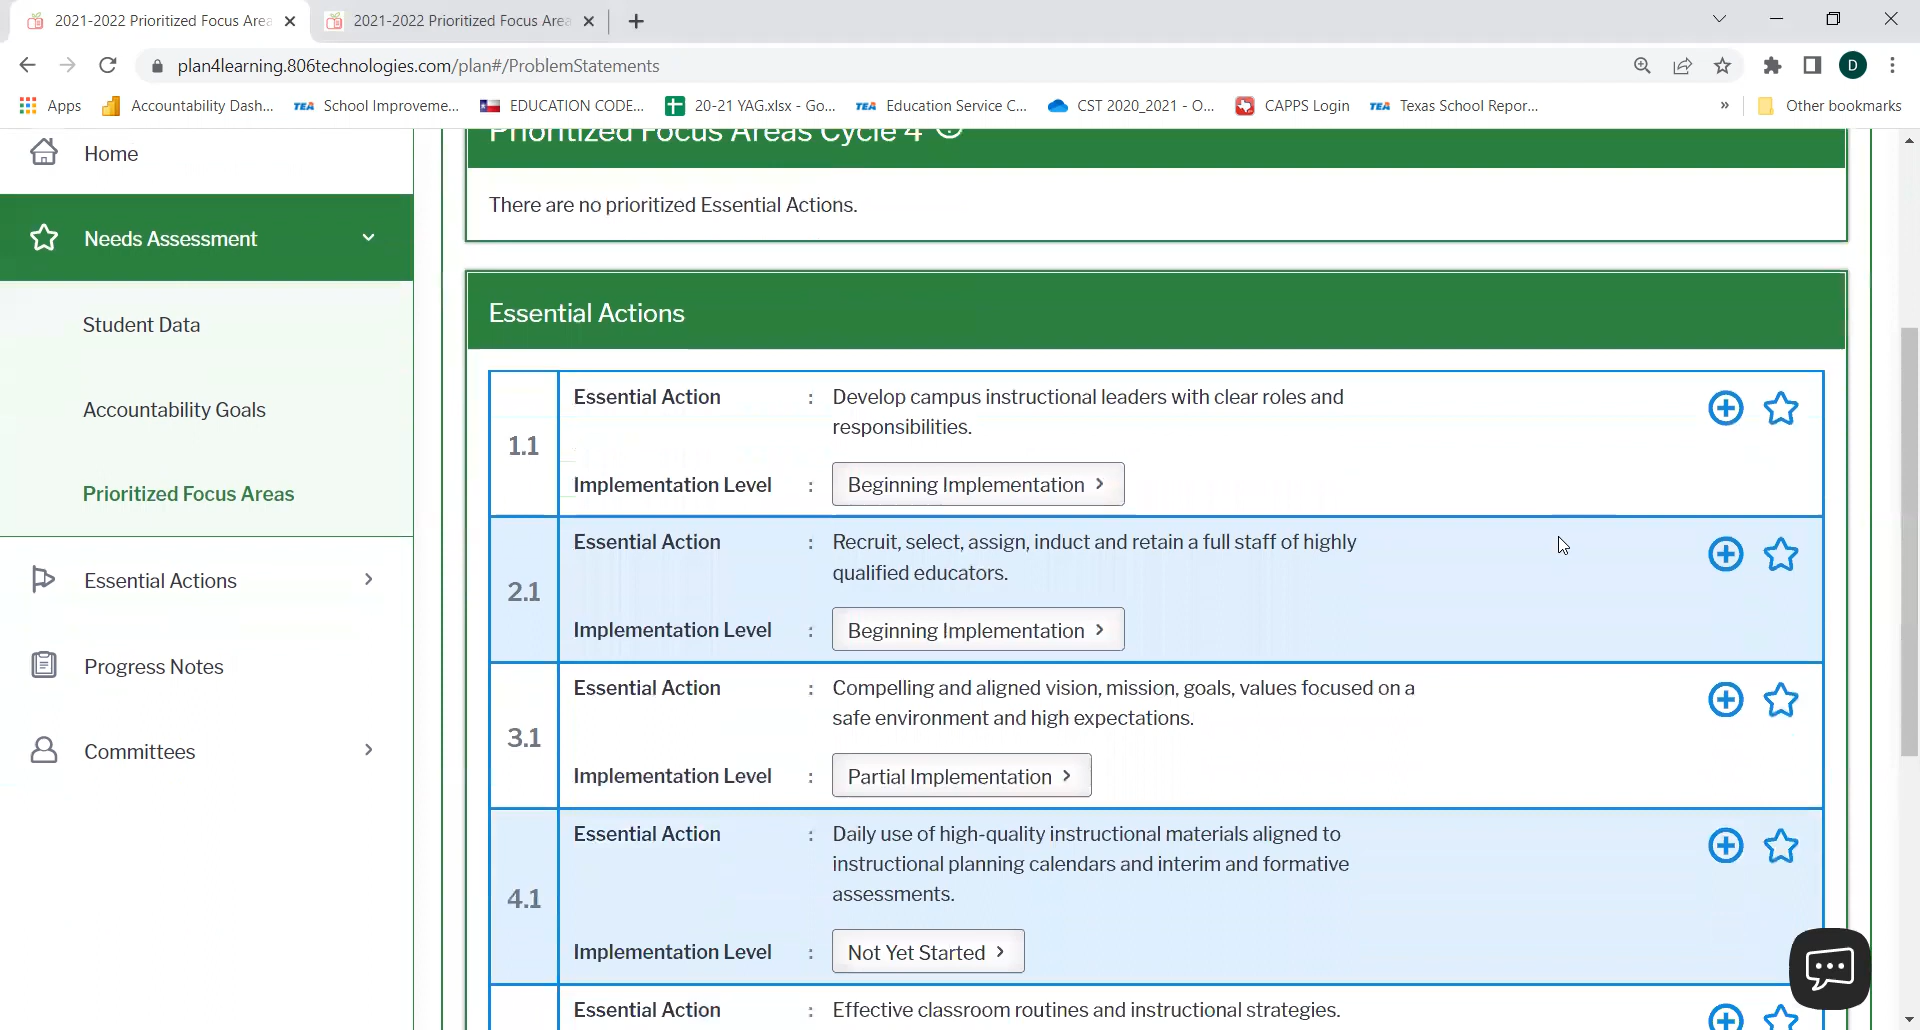 2021-2022 Prioritized Focus Area
2021-2022 Prioritized Focus Area
plan4learning.806technologies.com/plan#/ProblemStatements
D
Apps
Accountability Dash...
TEA School Improveme...
EDUCATION CODE...
20-21 YAG.xlsx - Go...
TEA Education Service C...
CST 2020_2021 - O...
CAPPS Login
TEA Texas School Repor...
»
Other bookmarks
Prioritized Focus Areas Cycle 4
There are no prioritized Essential Actions.
Home
Needs Assessment
Student Data
Accountability Goals
Prioritized Focus Areas
Essential Actions
Progress Notes
Committees
Essential Actions
1.1
Essential Action : Develop campus instructional leaders with clear roles and
responsibilities.
Implementation Level : Beginning Implementation >
2.1
Essential Action : Recruit, select, assign, induct and retain a full staff of highly
qualified educators.
Implementation Level : Beginning Implementation >
3.1
Essential Action : Compelling and aligned vision, mission, goals, values focused on a
safe environment and high expectations.
Implementation Level : Partial Implementation >
4.1
Essential Action : Daily use of high-quality instructional materials aligned to
instructional planning calendars and interim and formative
assessments.
Implementation Level : Not Yet Started >
Essential Action : Effective classroom routines and instructional strategies.